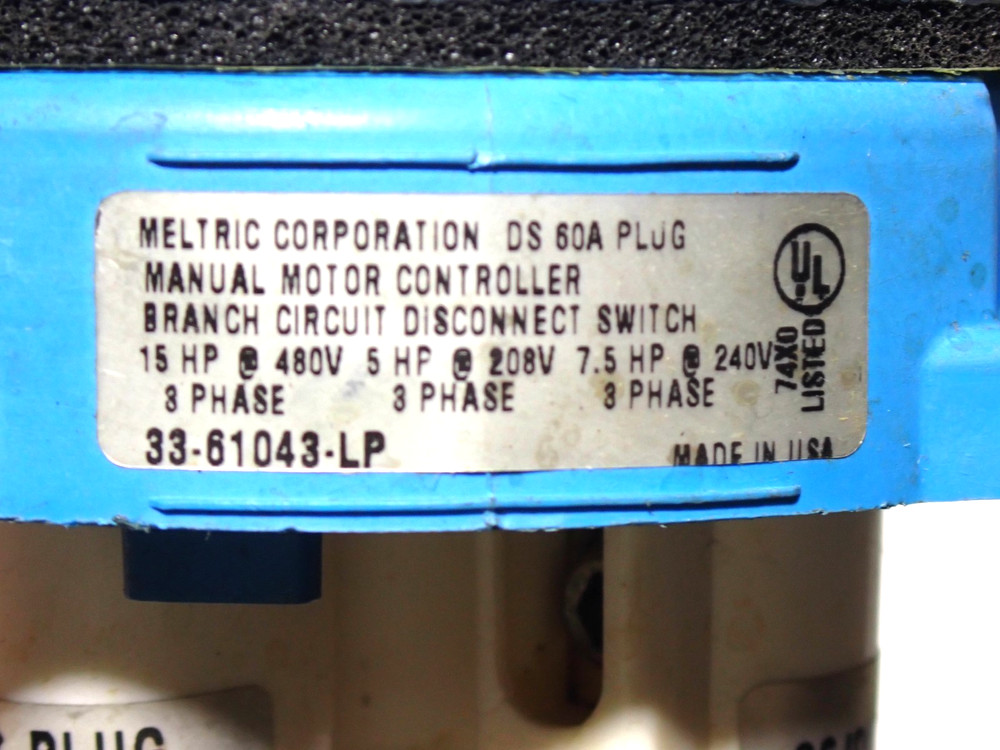 MELTRIC CORPORATION DS 60A PLUG
MANUAL MOTOR CONTROLLER
BRANCH CIRCUIT DISCONNECT SWITCH
15 HP @ 480V 5 HP @ 208V 7.5 HP @ 240V
3 PHASE 3 PHASE 3 PHASE
33-61043-LP MADE IN USA
UL
74X0
LISTED
PLUG